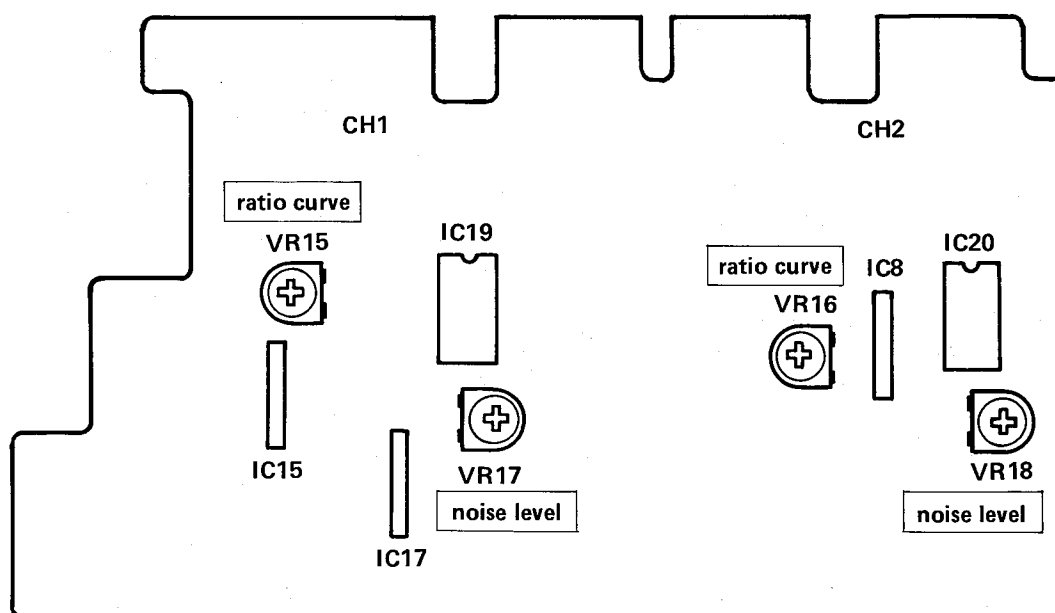 CH1
CH2
ratio curve
VR15
IC19
ratio curve
VR16
IC8
IC20
IC15
VR17
noise level
IC17
VR18
noise level